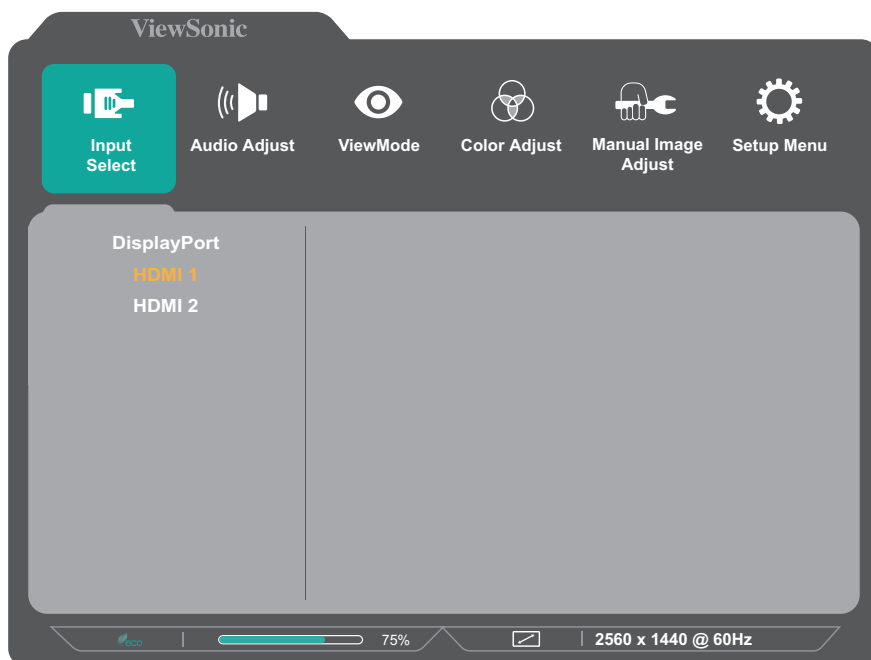 ViewSonic
Input
Select
Audio Adjust
ViewMode
Color Adjust
Manual Image
Adjust
Setup Menu
DisplayPort
HDMI 1
HDMI 2
eco
75%
2560 x 1440 @ 60Hz